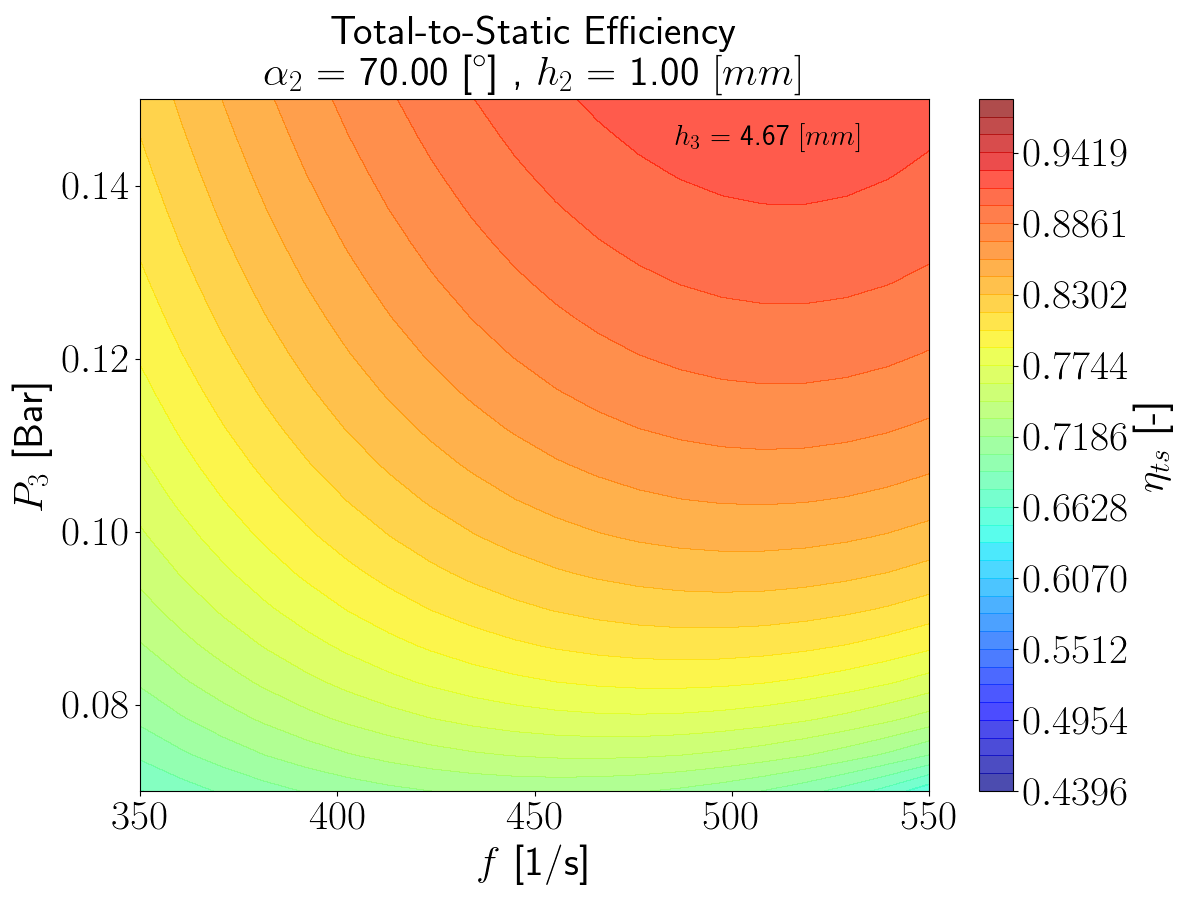 Total-to-Static Efficiency
α₂ = 70.00 [°] , h₂ = 1.00 [mm]
h₃ = 4.67 [mm]
P₃ [Bar]
0.14
0.12
0.10
0.08
350 400 450 500 550
f [1/s]
0.9419
0.8861
0.8302
0.7744
0.7186
0.6628
0.6070
0.5512
0.4954
0.4396
η_ts [-]